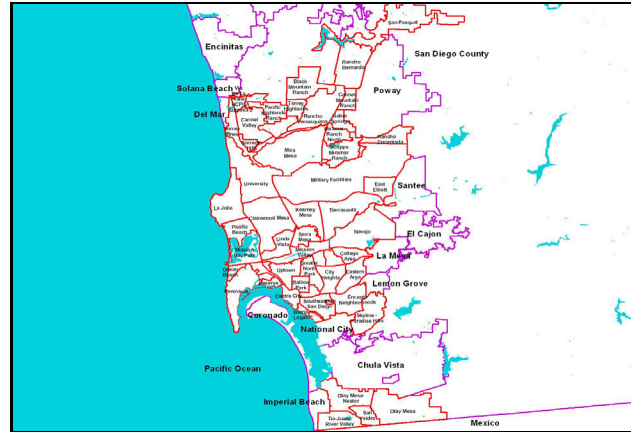 San Pasqual
Encinitas
San Diego County
Rancho
Bernardo
Black
Mountain
Ranch
Solana Beach
Poway
Carmel
Mountain
Ranch
Torrey
Highlands
Pacific
Highlands
Ranch
Del Mar
Carmel
Valley
Rancho
Penasquitos
Sabre
Springs
Ranch
North
Scripps
Miramar
Ranch
Rancho
Encantada
Torrey
Pines
Mira
Mesa
University
Military Facilities
East
Elliott
Santee
La Jolla
Clairemont Mesa
Kearney
Mesa
Tierrasanta
Pacific
Beach
Linda
Vista
Serra
Mesa
Navajo
El Cajon
Mission
Valley
College
Area
La Mesa
Ocean
Beach
Uptown
Greater
North
Park
City
Heights
Eastern
Area
Peninsula
Balboa
Park
Lemon Grove
Centre City
Southeastern
San Diego
Encanto
Neighborhoods
Coronado
Barrio
Logan
Skyline-
Paradise Hills
National City
Pacific Ocean
Chula Vista
Imperial Beach
Otay Mesa-
Nestor
San
Ysidro
Otay Mesa
Tia Juana
River Valley
Mexico